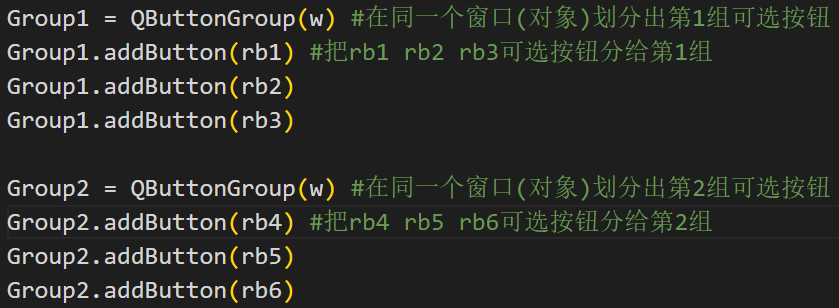 Group1 = QButtonGroup(w) #在同一个窗口(对象)划分出第1组可选按钮
Group1.addButton(rb1) #把rb1 rb2 rb3可选按钮分给第1组
Group1.addButton(rb2)
Group1.addButton(rb3)
Group2 = QButtonGroup(w) #在同一个窗口(对象)划分出第2组可选按钮
Group2.addButton(rb4) #把rb4 rb5 rb6可选按钮分给第2组
Group2.addButton(rb5)
Group2.addButton(rb6)